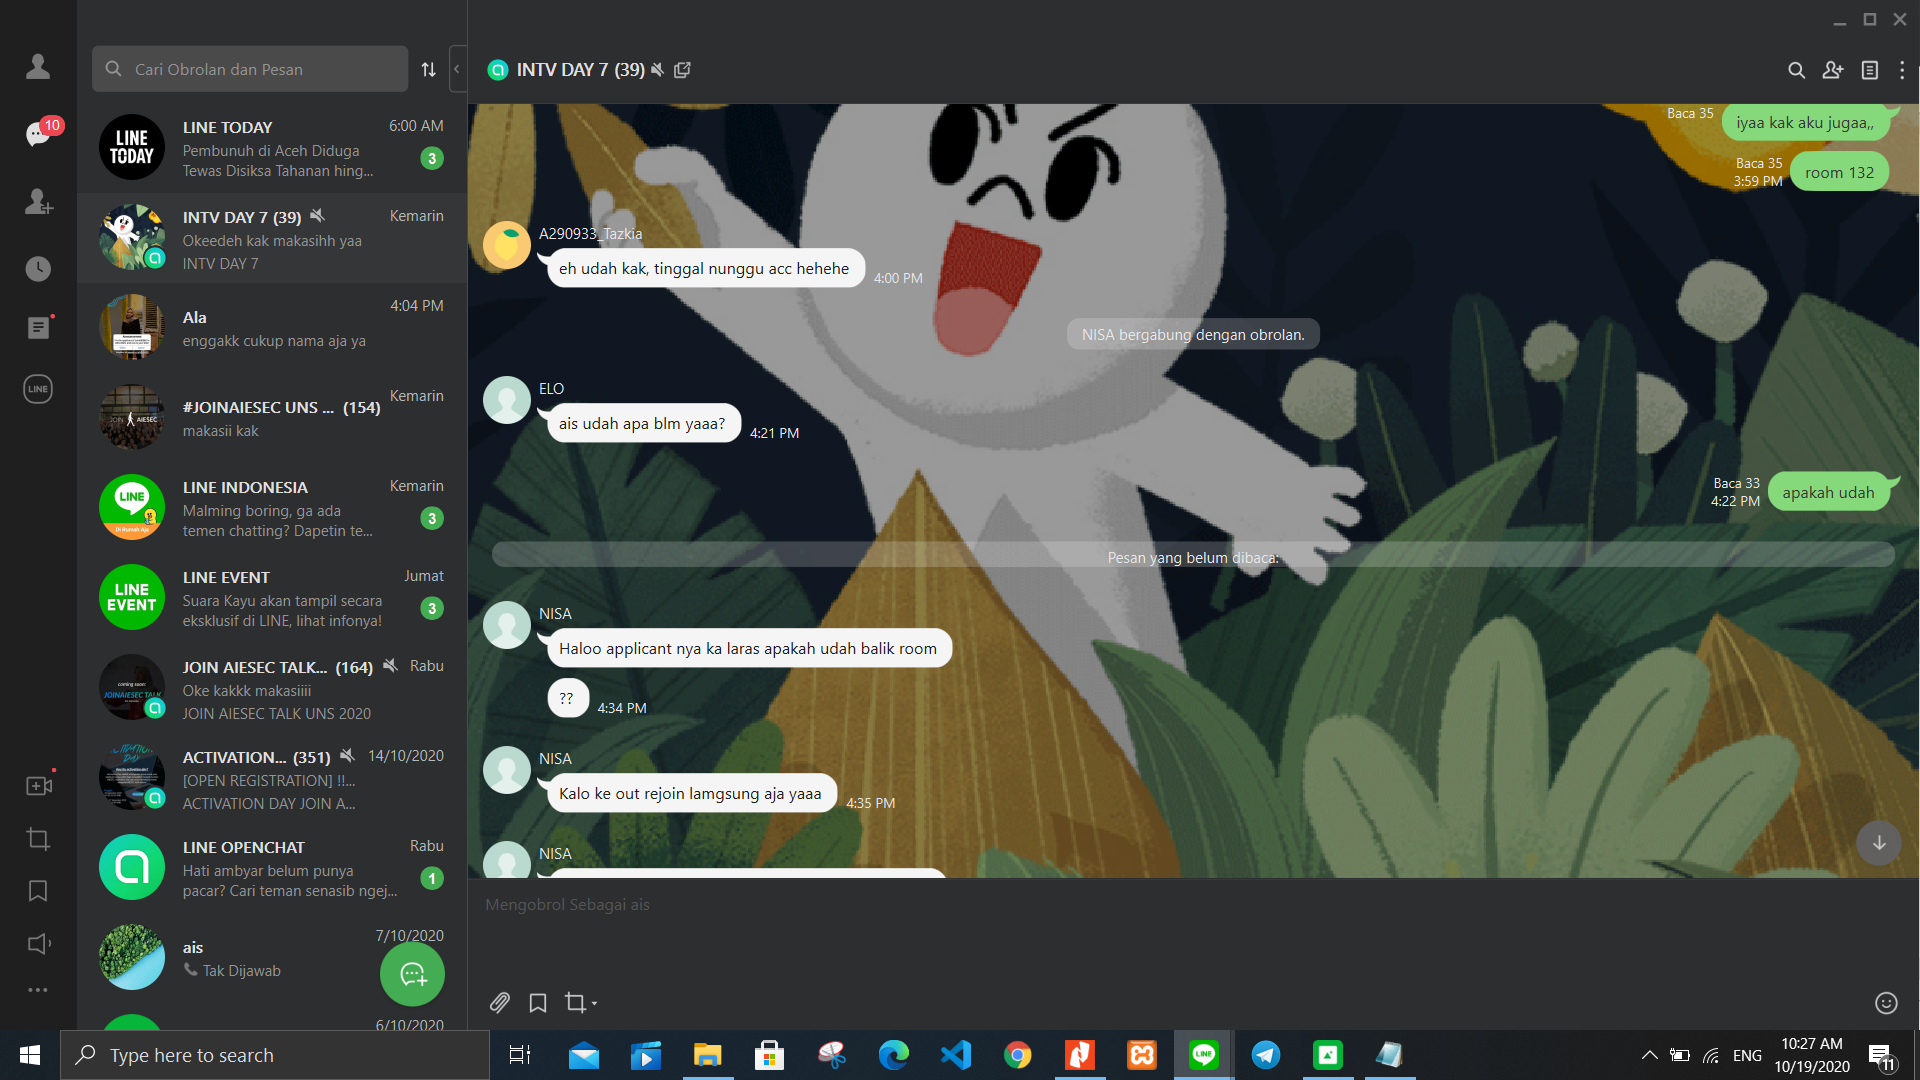 10
LINE
Cari Obrolan dan Pesan
LINE TODAY
LINE TODAY 6:00 AM
Pembunuh di Aceh Diduga
Tewas Disiksa Tahanan hing...
3
INTV DAY 7 (39) Kemarin
Okeedeh kak makasihh yaa
INTV DAY 7
Ala 4:04 PM
enggakk cukup nama aja ya
#JOINAIESEC UNS ... (154) Kemarin
makasii kak
LINE
Di Rumah Aja
LINE INDONESIA Kemarin
Malming boring, ga ada
temen chatting? Dapetin te...
3
LINE EVENT
LINE EVENT Jumat
Suara Kayu akan tampil secara
eksklusif di LINE, lihat infonya!
3
coming soon
JOINAIESEC TALK
JOIN AIESEC TALK... (164) Rabu
Oke kakkk makasiiii
JOIN AIESEC TALK UNS 2020
ACTIVATION... (351) 14/10/2020
[OPEN REGISTRATION] !!...
ACTIVATION DAY JOIN A...
LINE OPENCHAT Rabu
Hati ambyar belum punya
pacar? Cari teman senasib ngej...
1
ais 7/10/2020
Tak Dijawab
6/10/2020
INTV DAY 7 (39)
Baca 35
iyaa kak aku jugaa,,
Baca 35
3:59 PM
room 132
A290933_Tazkia
eh udah kak, tinggal nunggu acc hehehe 4:00 PM
NISA bergabung dengan obrolan.
ELO
ais udah apa blm yaaa? 4:21 PM
Baca 33
4:22 PM
apakah udah
Pesan yang belum dibaca:
NISA
Haloo applicant nya ka laras apakah udah balik room
?? 4:34 PM
NISA
Kalo ke out rejoin lamgsung aja yaaa 4:35 PM
NISA
Mengobrol Sebagai ais
Type here to search
LINE
ENG
10:27 AM
10/19/2020
11